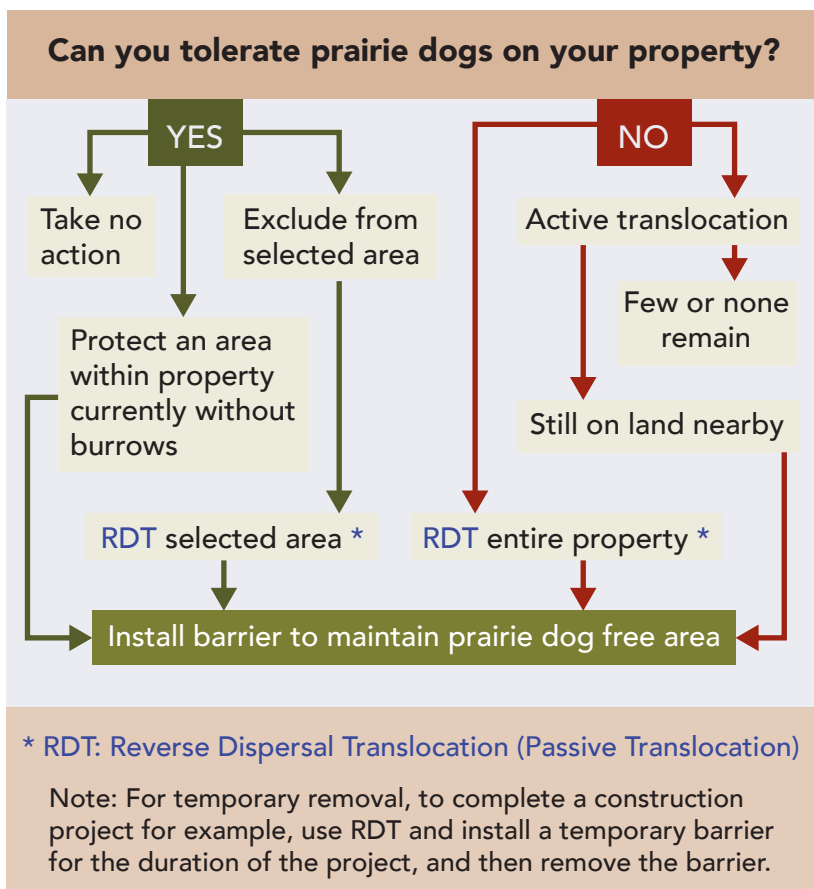 Can you tolerate prairie dogs on your property?
YES
NO
Take no
action
Exclude from
selected area
Active translocation
Protect an area
within property
currently without
burrows
Few or none
remain
Still on land nearby
RDT selected area *
RDT entire property *
Install barrier to maintain prairie dog free area
* RDT: Reverse Dispersal Translocation (Passive Translocation)
Note: For temporary removal, to complete a construction
project for example, use RDT and install a temporary barrier
for the duration of the project, and then remove the barrier.